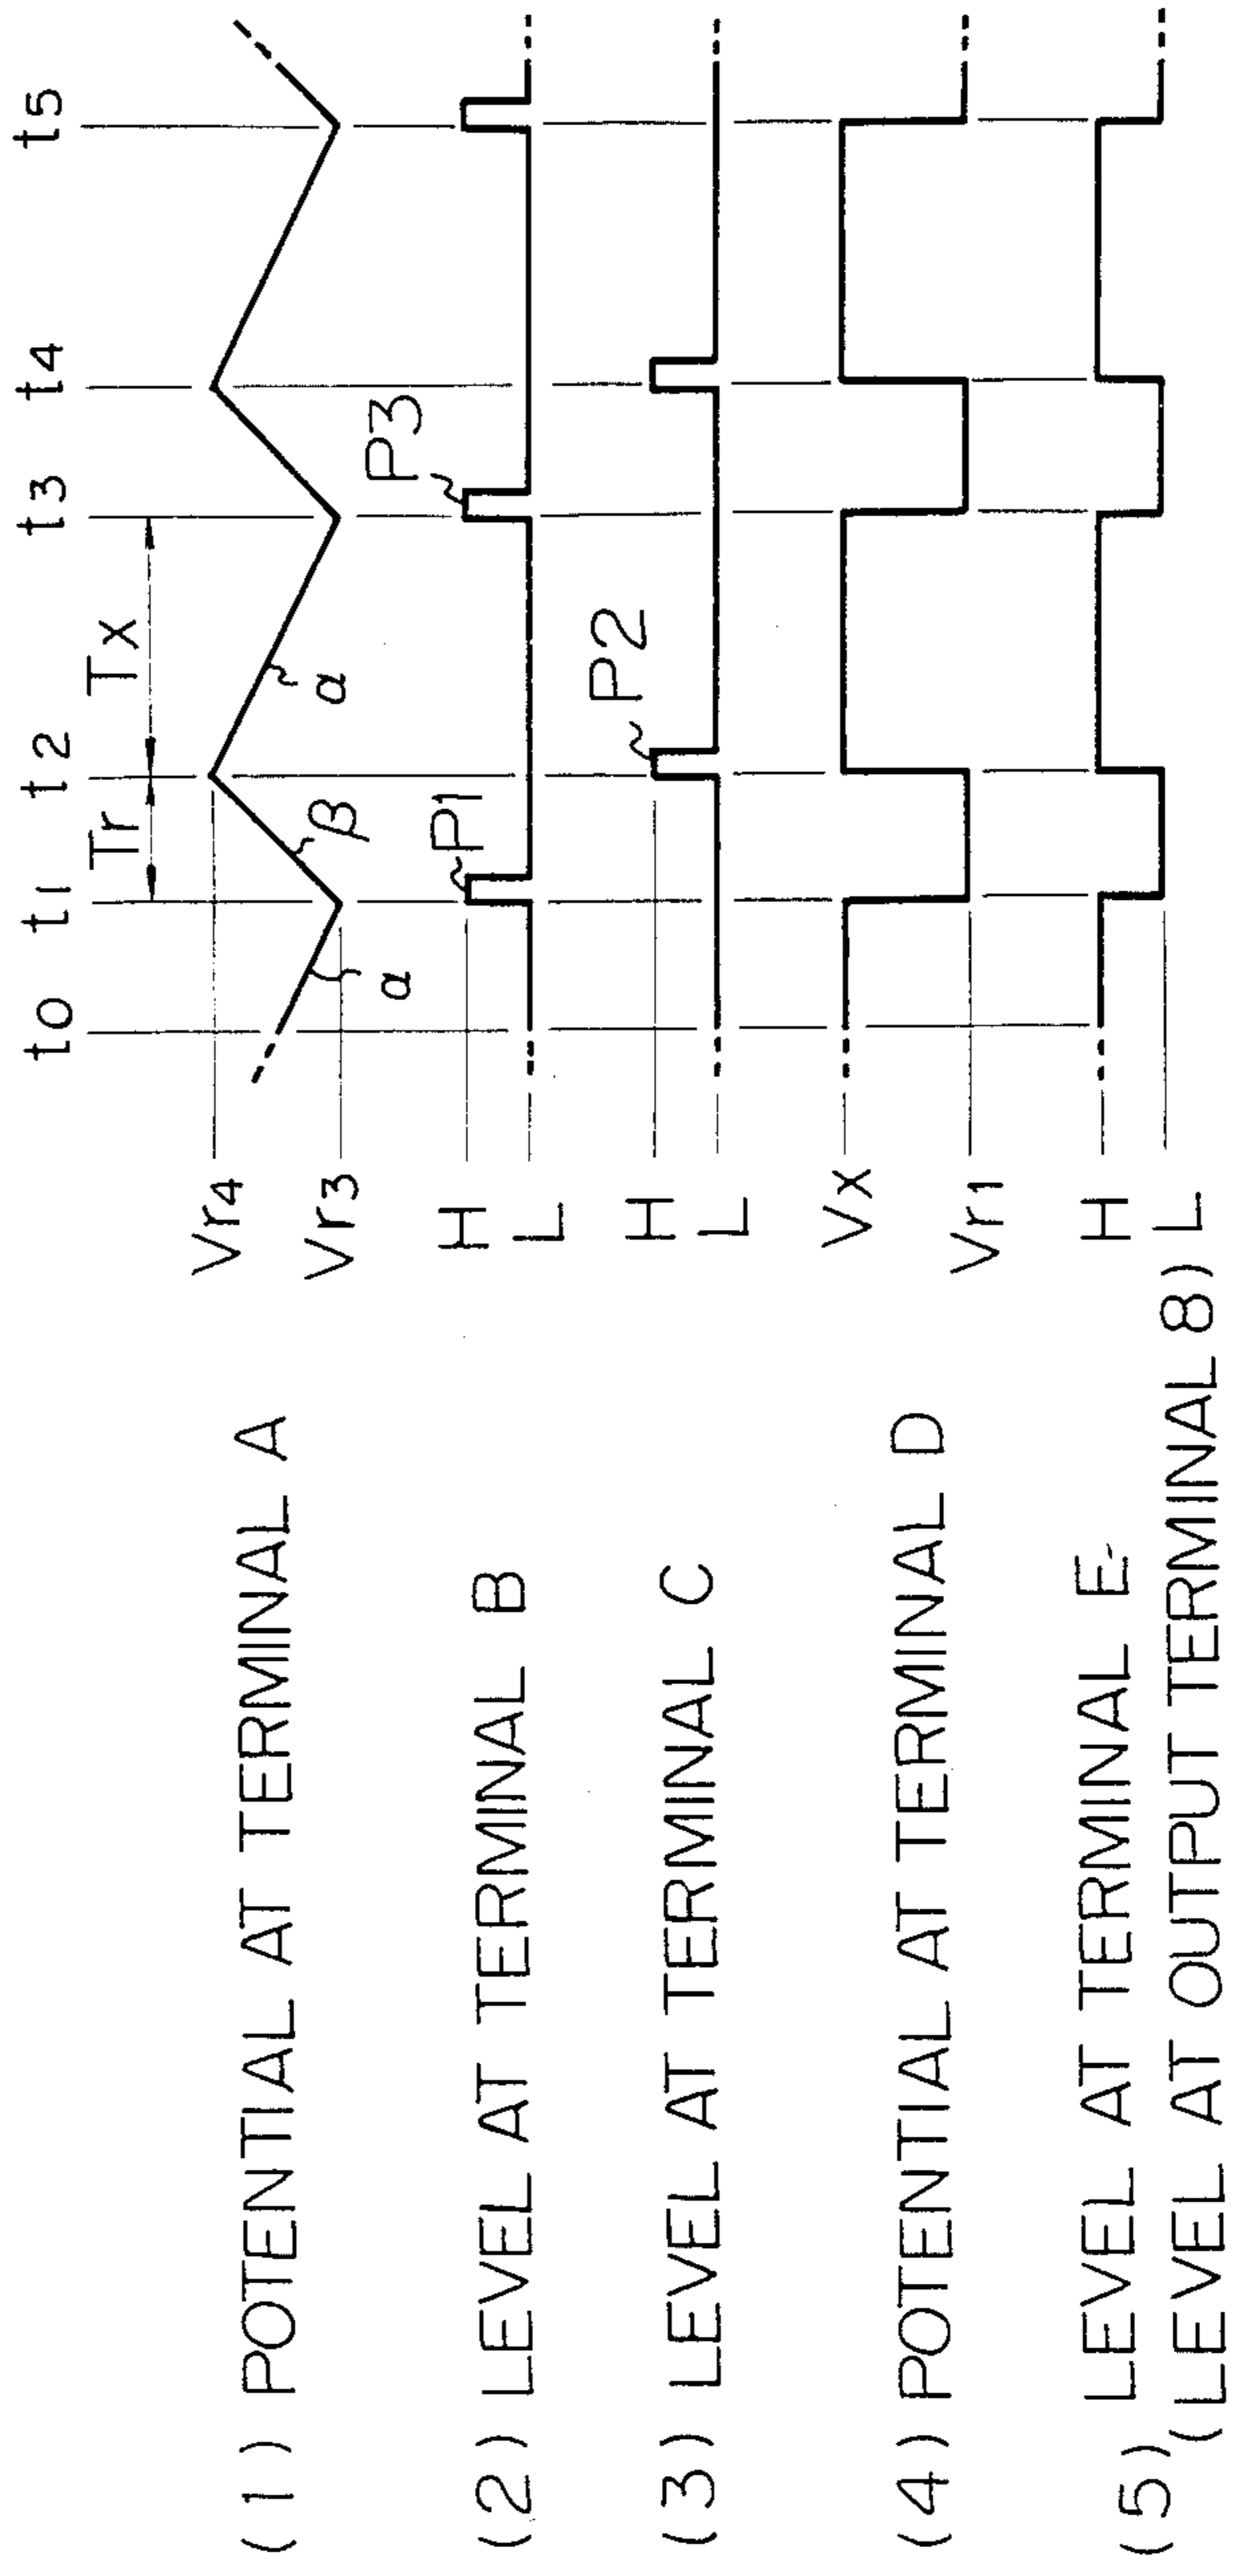 t0 t1 t2 t3 t4 t5
Tr Tx
(1) POTENTIAL AT TERMINAL A
Vr4
Vr3
α β α
(2) LEVEL AT TERMINAL B
H
L
P1 P3
(3) LEVEL AT TERMINAL C
H
L
P2
(4) POTENTIAL AT TERMINAL D
Vx
Vr1
(5) LEVEL AT TERMINAL E
(LEVEL AT OUTPUT TERMINAL 8)
H
L